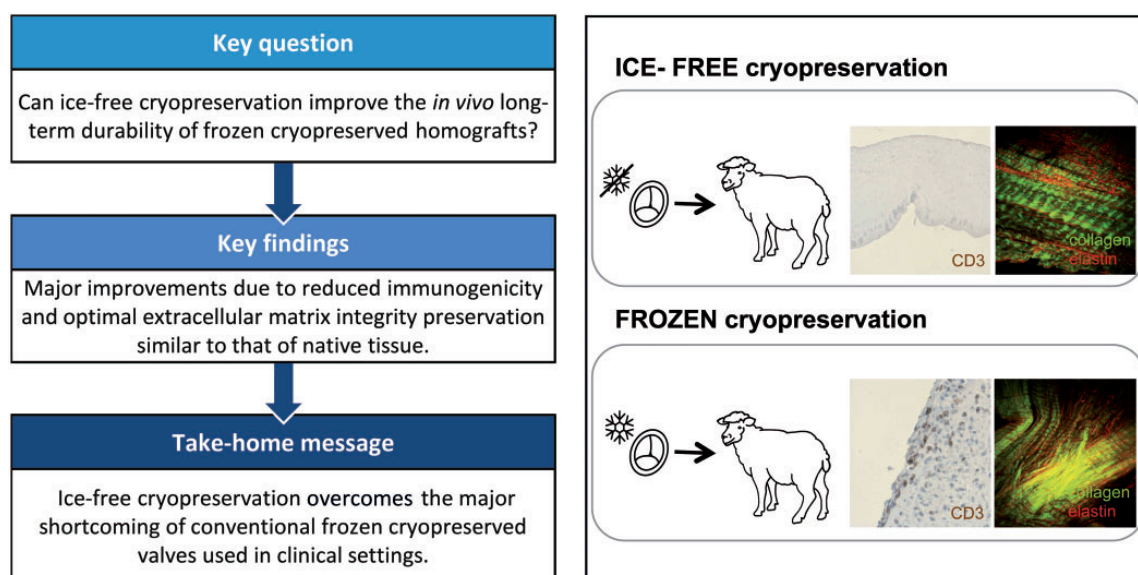 Key question
Can ice-free cryopreservation improve the in vivo long-
term durability of frozen cryopreserved homografts?
Key findings
Major improvements due to reduced immunogenicity
and optimal extracellular matrix integrity preservation
similar to that of native tissue.
Take-home message
Ice-free cryopreservation overcomes the major
shortcoming of conventional frozen cryopreserved
valves used in clinical settings.
ICE- FREE cryopreservation
CD3
collagen
elastin
FROZEN cryopreservation
CD3
collagen
elastin